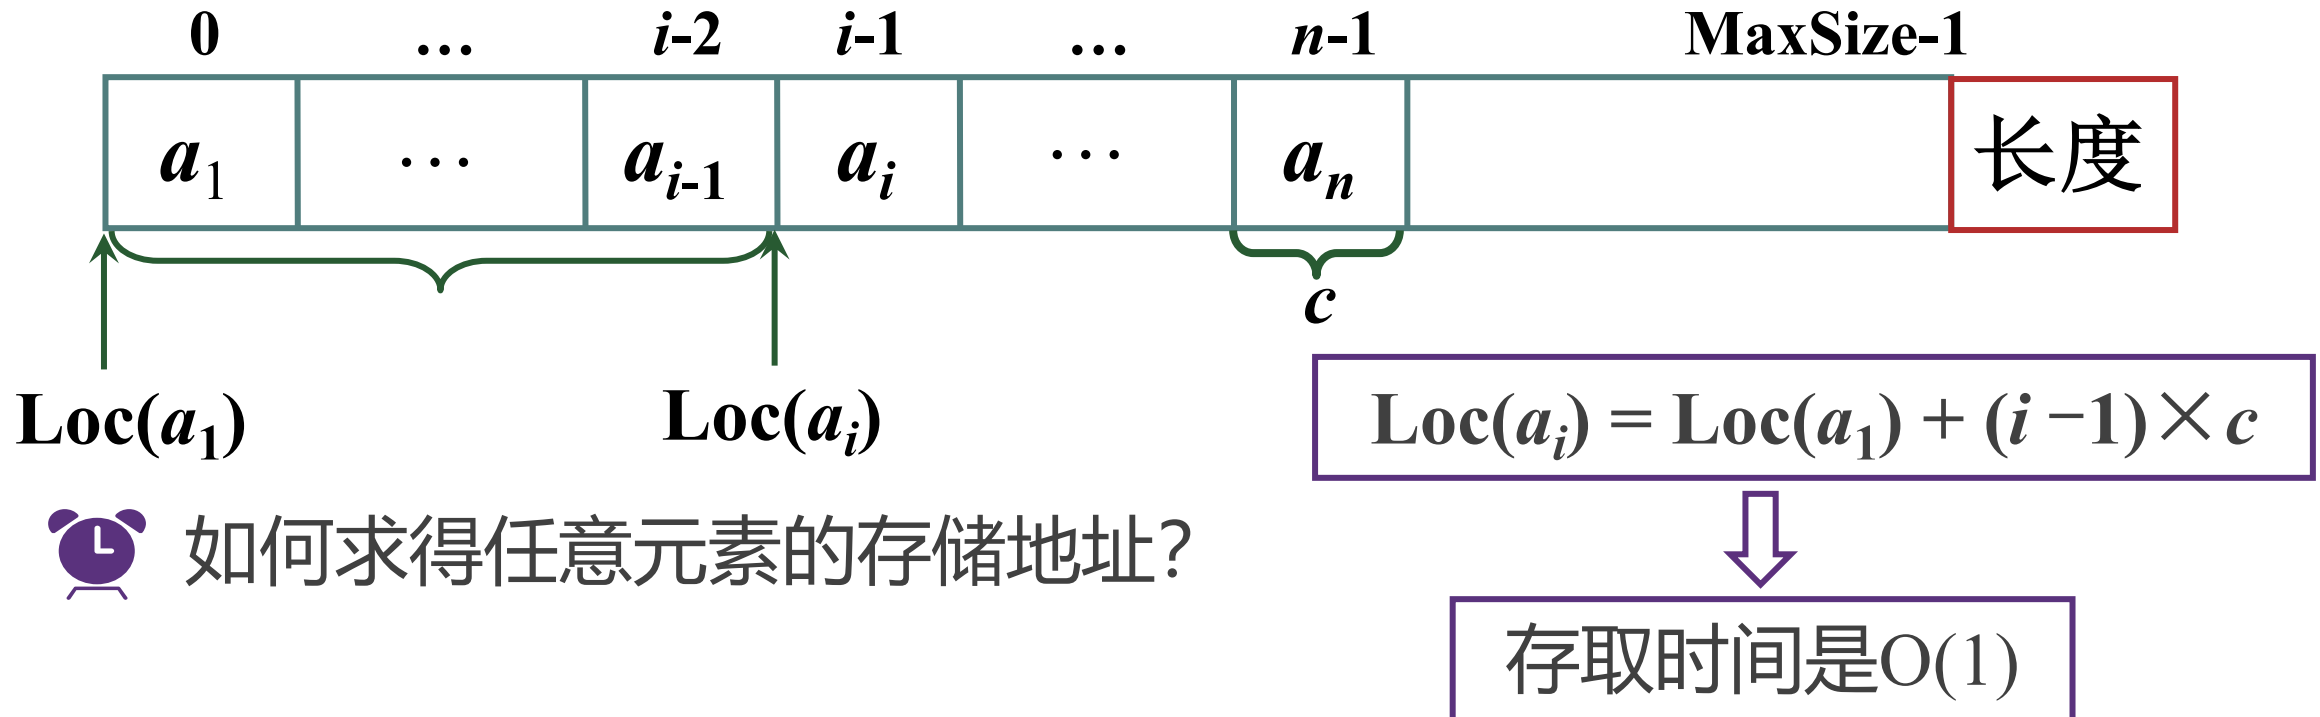 0 … i-2 i-1 … n-1 MaxSize-1
a1 … ai-1 ai … an 长度
c
Loc(a1) Loc(ai) Loc(ai) = Loc(a1) + (i −1)×c
如何求得任意元素的存储地址?
存取时间是O(1)